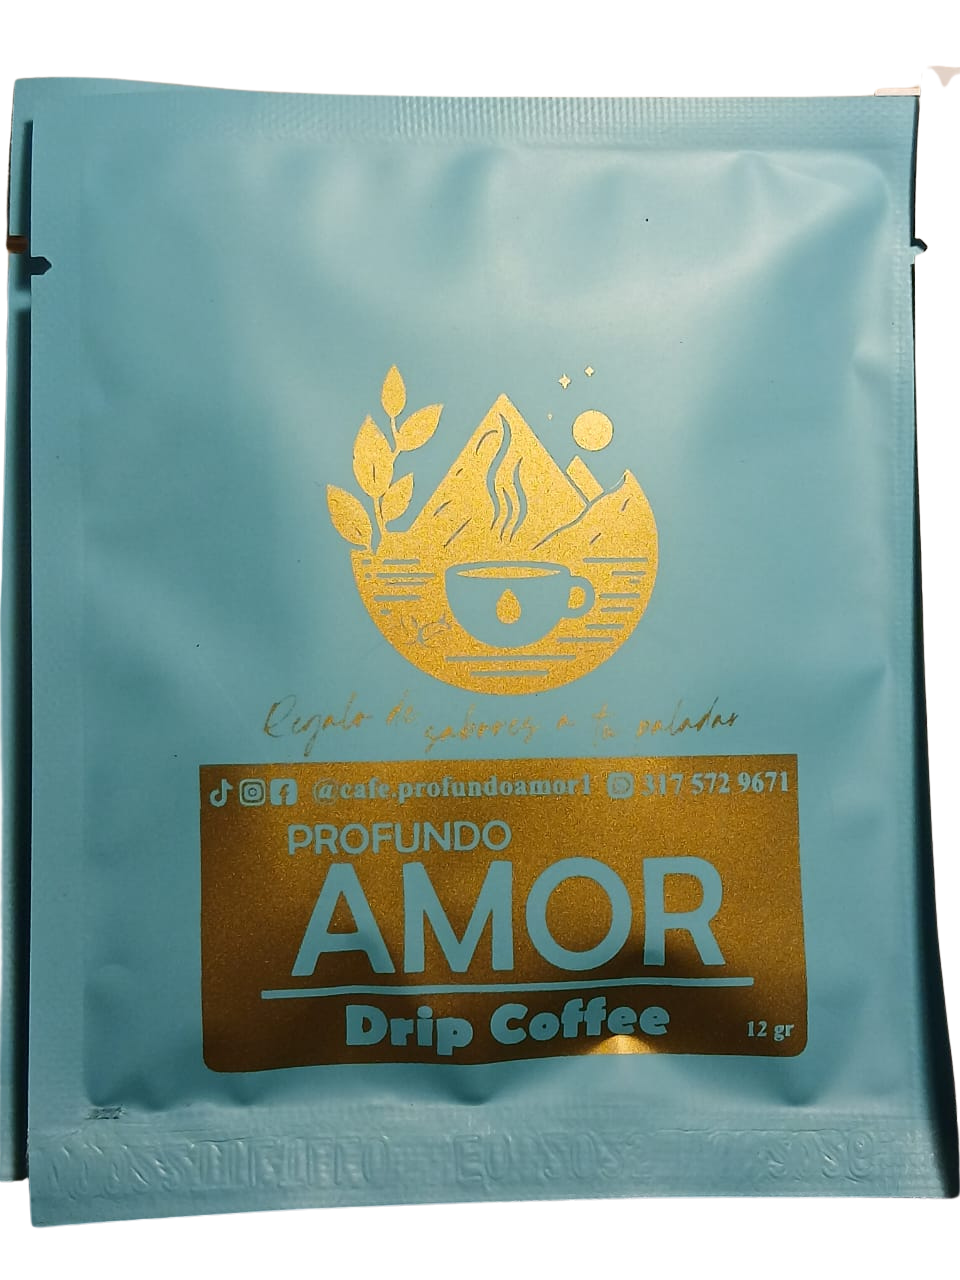 Regalo de sabores a tu paladar
@cafe.profundoamor1 317 572 9671
PROFUNDO
AMOR
Drip Coffee
12 gr